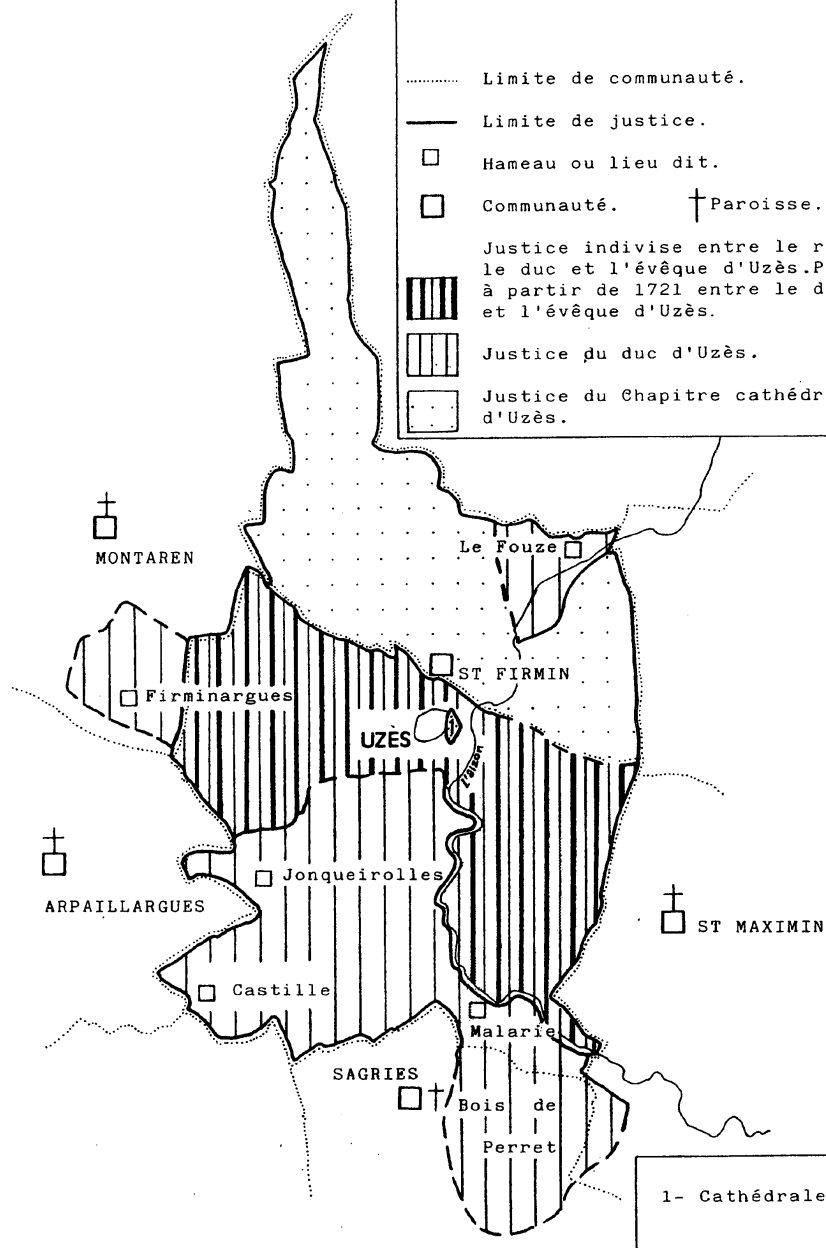 Limite de communauté.
Limite de justice.
Hameau ou lieu dit.
Communauté. Paroisse.
Justice indivise entre le r
le duc et l'évêque d'Uzès.P
à partir de 1721 entre le d
et l'évêque d'Uzès.
Justice du duc d'Uzès.
Justice du Chapitre cathédr
d'Uzès.
MONTAREN
Le Fouze
ST FIRMIN
Firminargues
UZÈS
1
l'Alzon
Jonqueirolles
ARPAILLARGUES
ST MAXIMIN
Castille
Malarie
SAGRIES
Bois de
Perret
1- Cathédrale